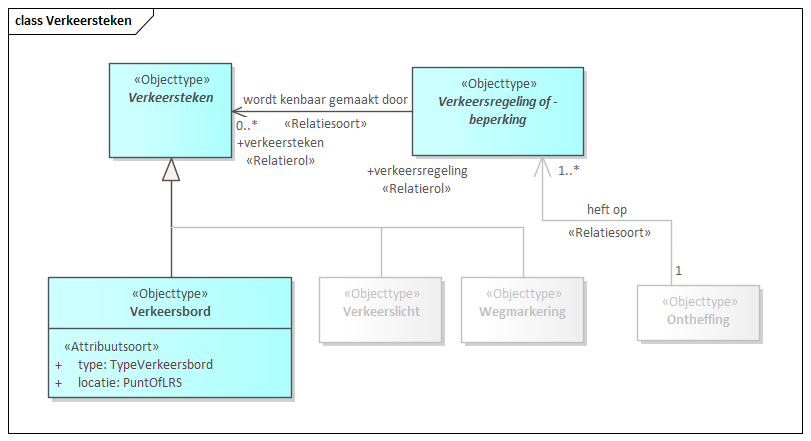 class Verkeersteken
«Objecttype»
Verkeersteken
«Objecttype»
Verkeersregeling of -
beperking
wordt kenbaar gemaakt door
«Relatiesoort»
0..*
+verkeersteken
«Relatierol»
+verkeersregeling
«Relatierol»
1..*
heft op
«Relatiesoort»
1
«Objecttype»
Verkeersbord
«Attribuutsoort»
+ type: TypeVerkeersbord
+ locatie: PuntOfLRS
«Objecttype»
Verkeerslicht
«Objecttype»
Wegmarkering
«Objecttype»
Ontheffing